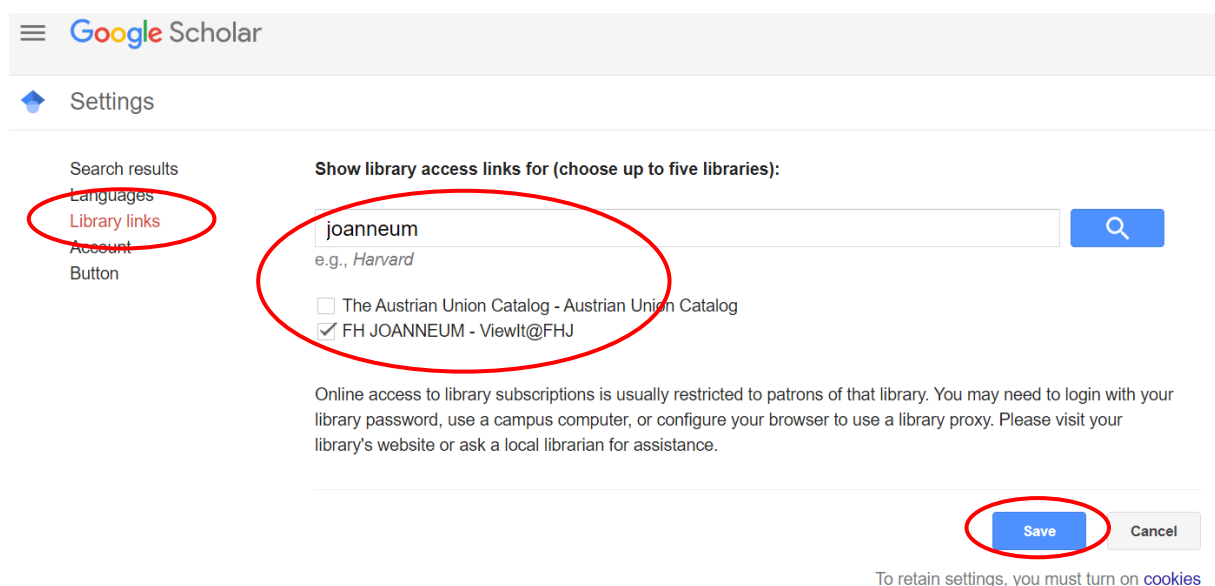 Google Scholar
Settings
Search results
Languages
Library links
Account
Button
Show library access links for (choose up to five libraries):
joanneum
e.g., Harvard
The Austrian Union Catalog - Austrian Union Catalog
FH JOANNEUM - ViewIt@FHJ
Online access to library subscriptions is usually restricted to patrons of that library. You may need to login with your
library password, use a campus computer, or configure your browser to use a library proxy. Please visit your
library's website or ask a local librarian for assistance.
Save
Cancel
To retain settings, you must turn on cookies